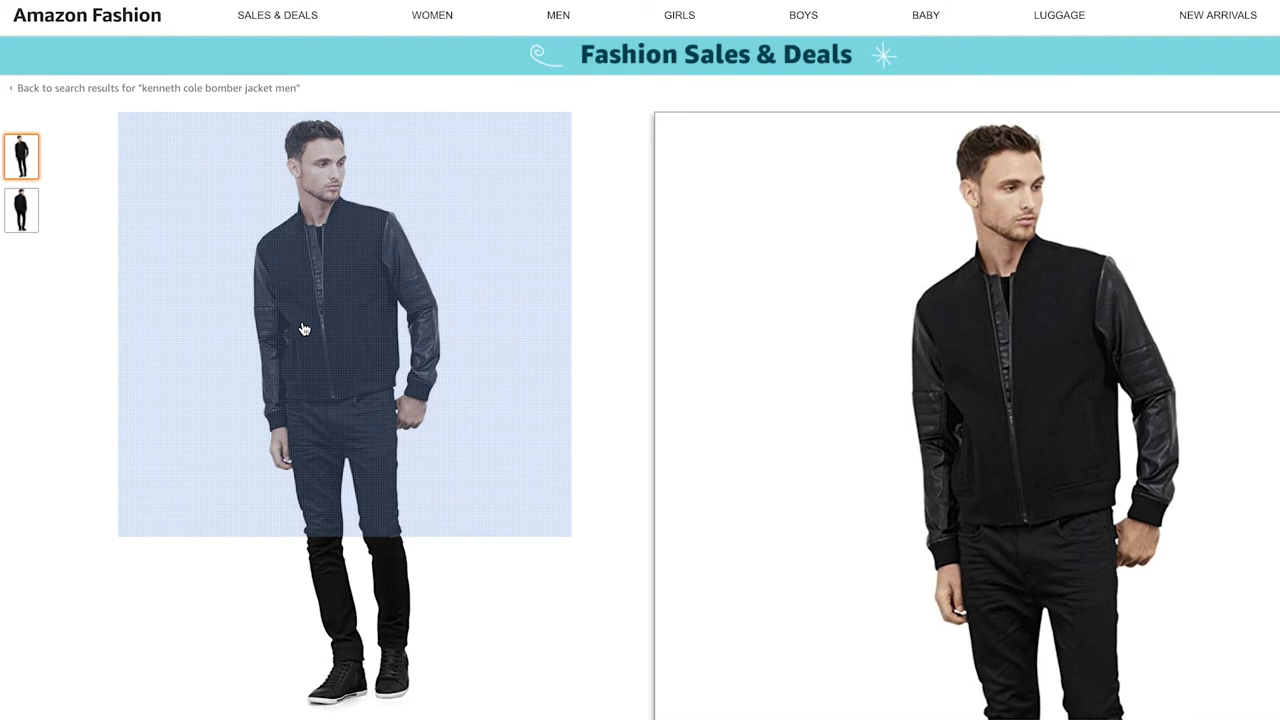 Amazon Fashion
SALES & DEALS WOMEN MEN GIRLS BOYS BABY LUGGAGE NEW ARRIVALS
Fashion Sales & Deals
‹ Back to search results for "kenneth cole bomber jacket men"